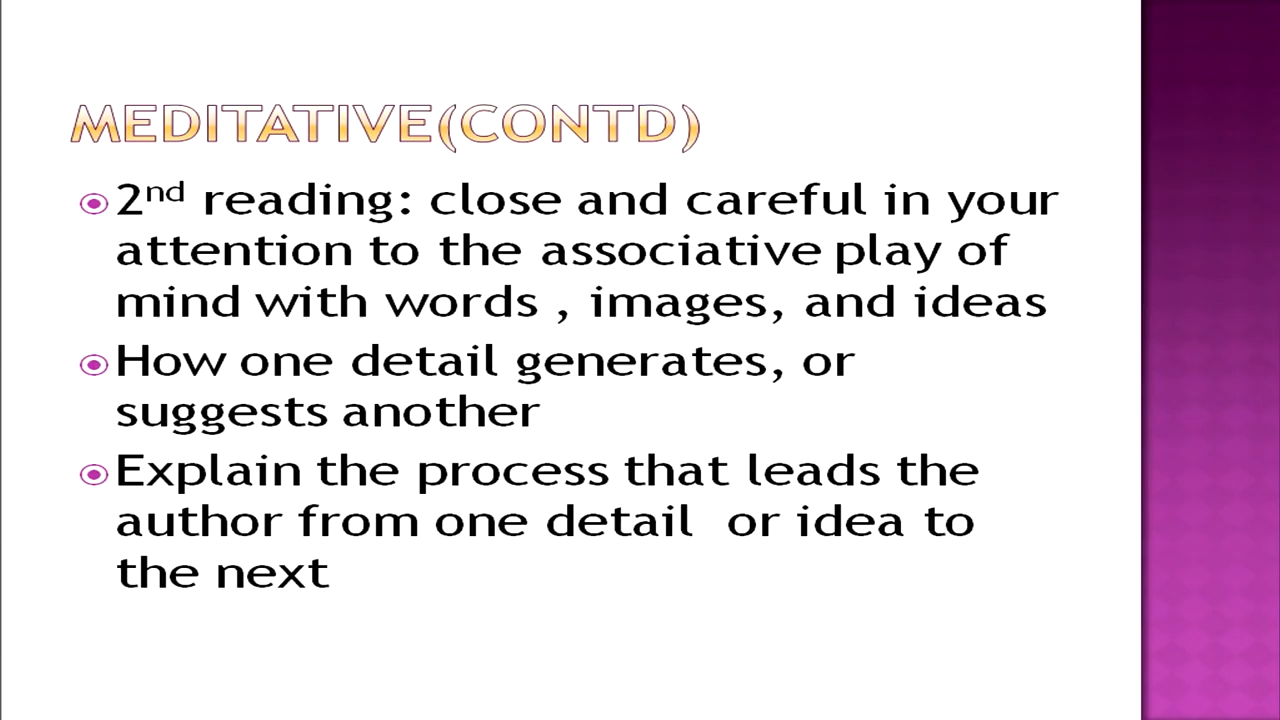 MEDITATIVE(CONTD)
2nd reading: close and careful in your
attention to the associative play of
mind with words , images, and ideas
How one detail generates, or
suggests another
Explain the process that leads the
author from one detail  or idea to
the next